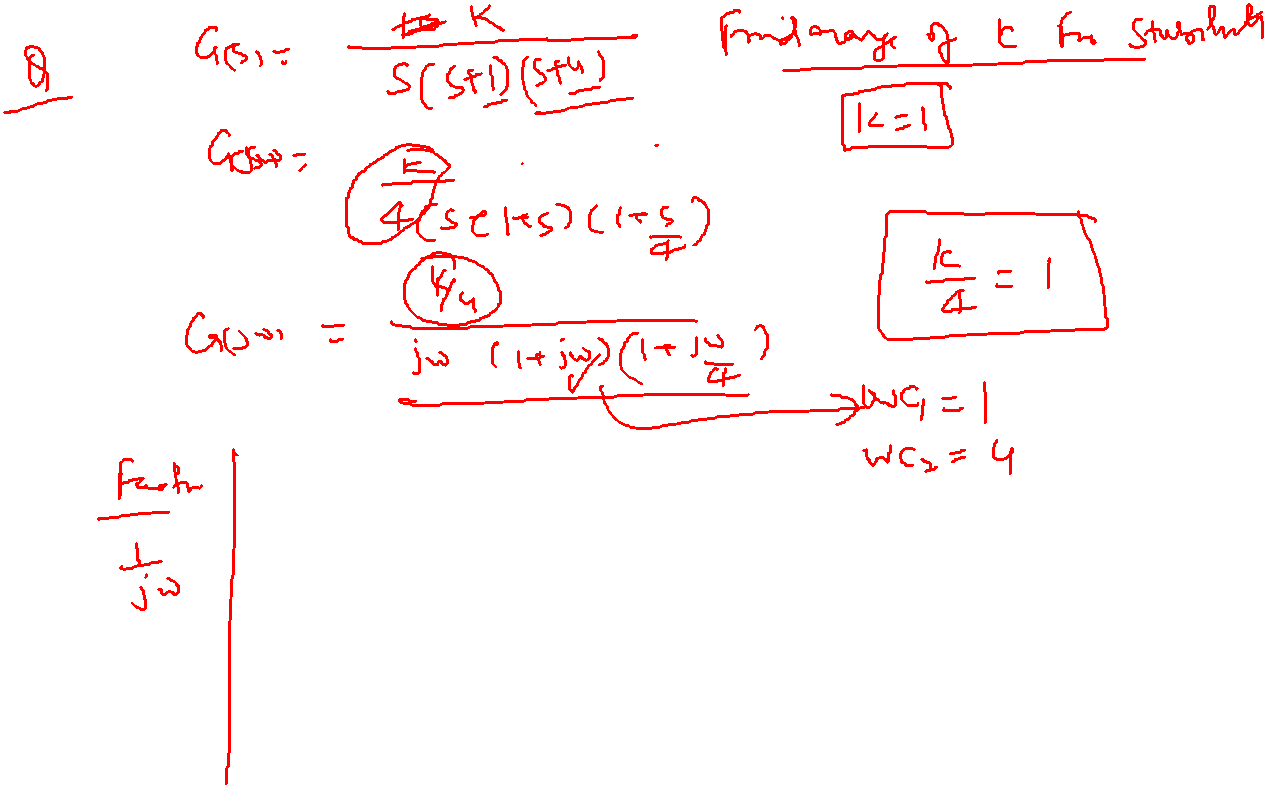 Q G(s) = K / S(S+1)(S+4) Find range of K for Stability
K=1
G(s) = K / 4(S(1+S)(1+S/4)
K/4 = 1
G(jω) = K/4 / jω (1+jω)(1+jω/4)
ωC1 = 1
ωC2 = 4
Factor
1/jω